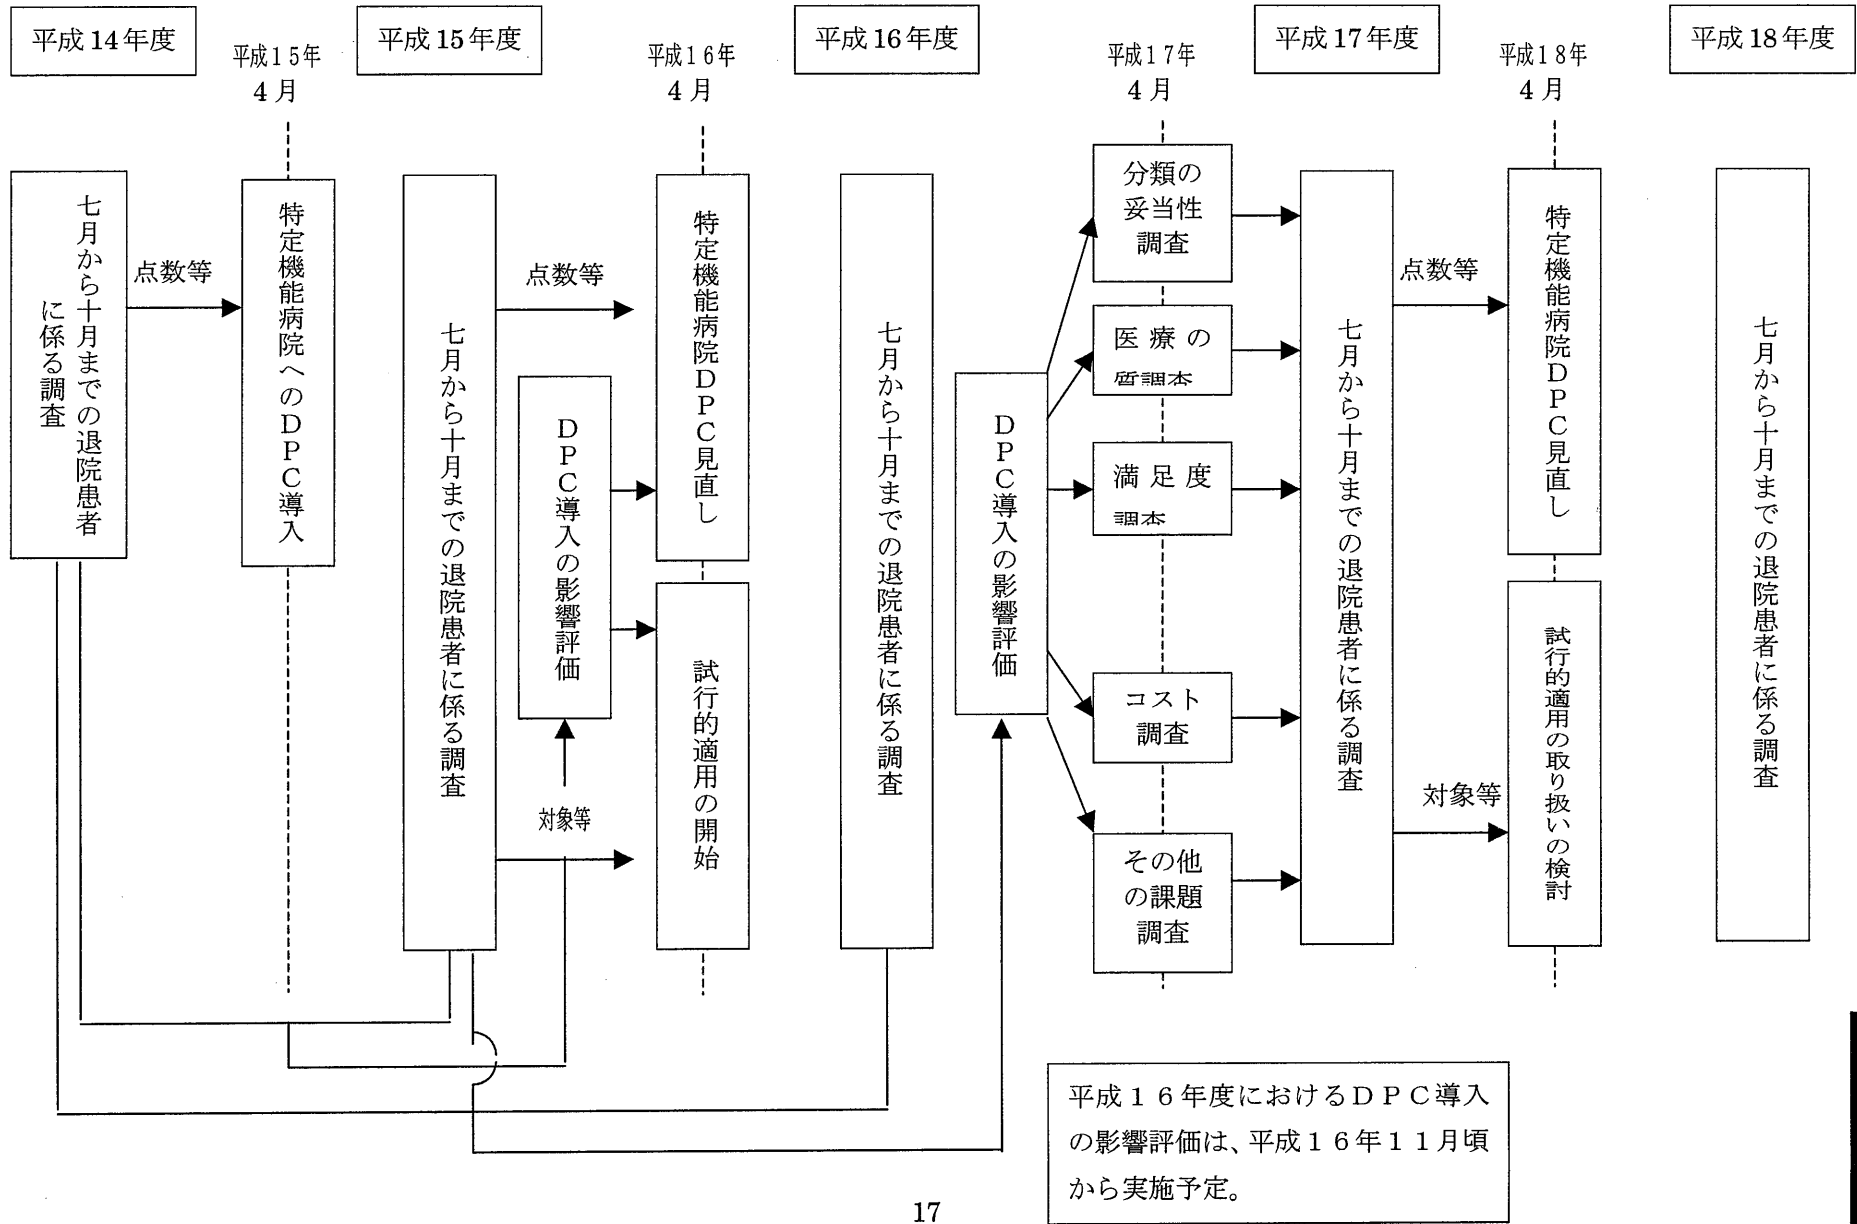 平成14年度
平成15年度
平成16年度
平成17年度
平成18年度
平成15年
4月
平成16年
4月
平成17年
4月
平成18年
4月
七月から十月までの退院患者
に係る調査
点数等
特定機能病院へのDPC導入
七月から十月までの退院患者に係る調査
点数等
DPC導入の影響評価
対象等
特定機能病院DPC見直し
試行的適用の開始
七月から十月までの退院患者に係る調査
DPC導入の影響評価
分類の
妥当性
調査
医療の
質調査
満足度
調査
コスト
調査
その他
の課題
調査
七月から十月までの退院患者に係る調査
点数等
対象等
特定機能病院DPC見直し
試行的適用の取り扱いの検討
七月から十月までの退院患者に係る調査
平成16年度におけるDPC導入
の影響評価は、平成16年11月頃
から実施予定。
17